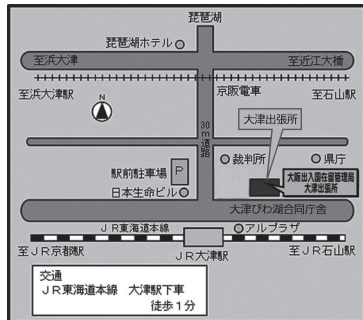 琵琶湖
琵琶湖ホテル
至浜大津
至近江大橋
京阪電車
至浜大津駅
至石山駅
N
30m道路
大津出張所
裁判所
県庁
駅前駐車場
P
大阪出入国在留管理局
大津出張所
日本生命ビル
大津びわ湖合同庁舎
JR東海道本線
アルプラザ
至JR京都駅
JR大津駅
至JR石山駅
交通
JR東海道本線 大津駅下車
徒歩1分